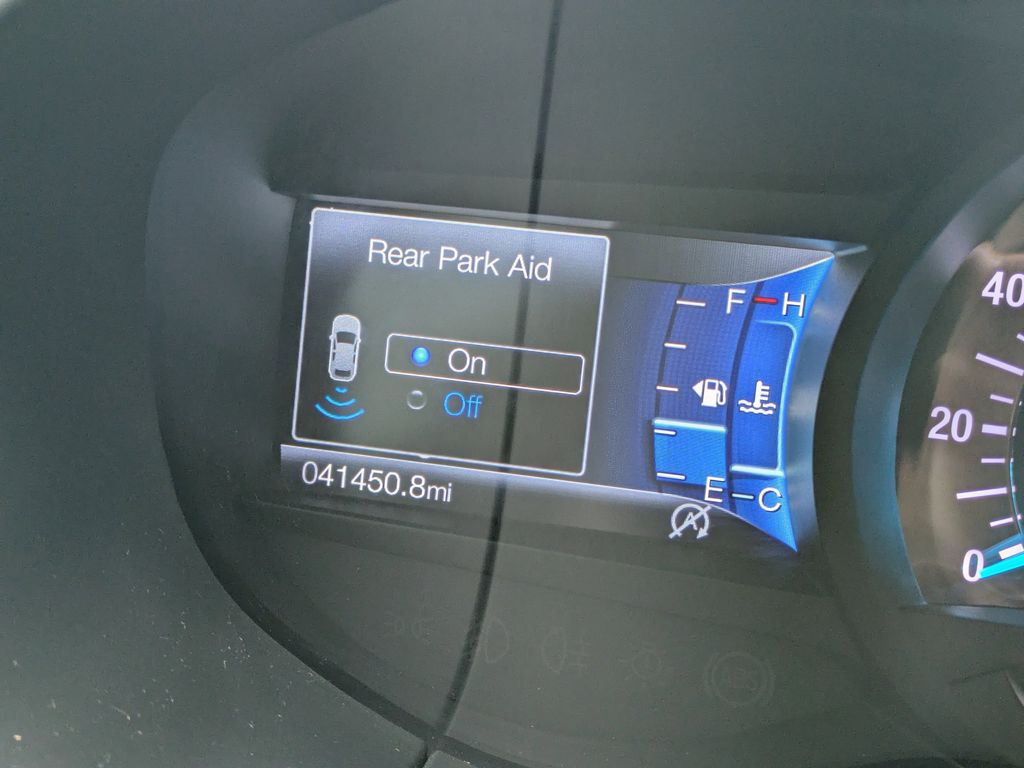 Rear Park Aid
On
Off
041450.8mi
F
H
E
C
40
20
0